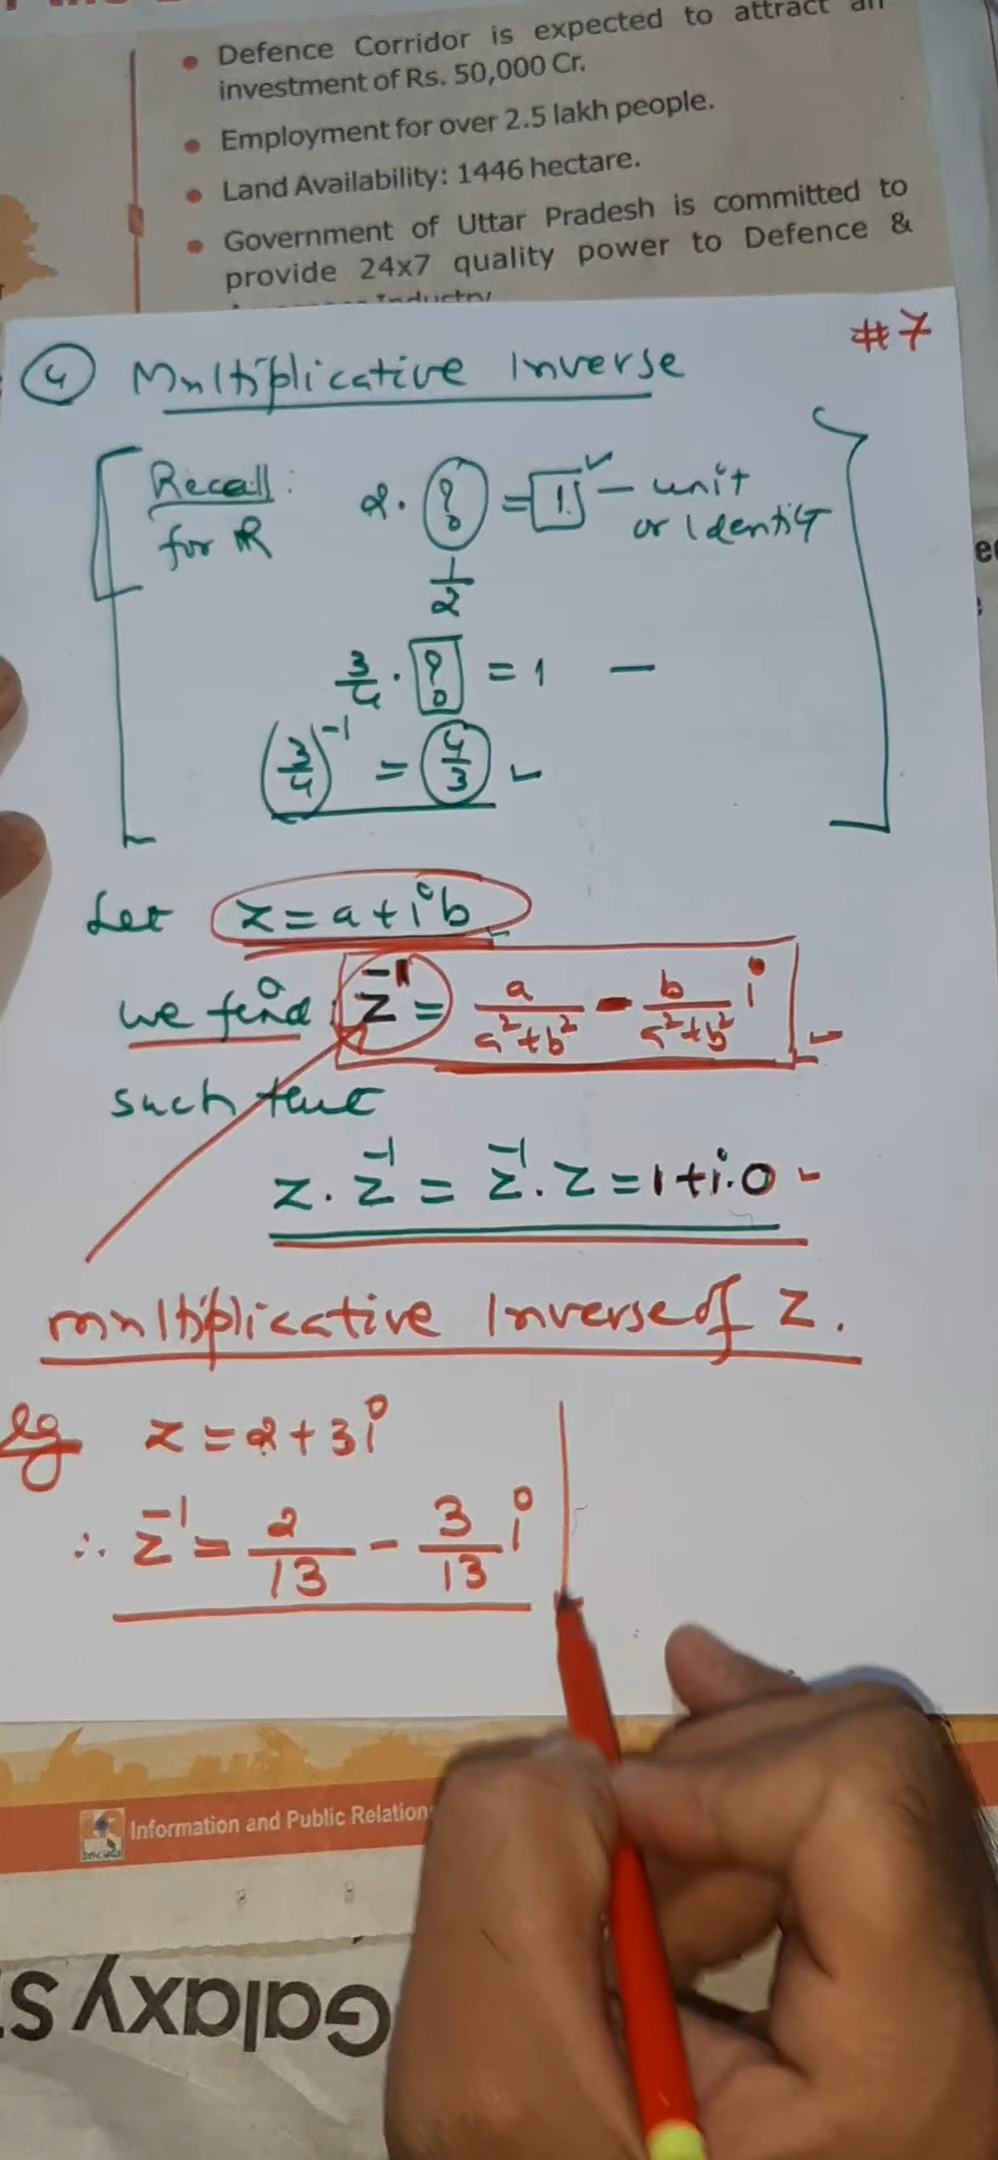 • Defence Corridor is expected to attract an
investment of Rs. 50,000 Cr.
• Employment for over 2.5 lakh people.
• Land Availability: 1446 hectare.
• Government of Uttar Pradesh is committed to
provide 24x7 quality power to Defence &
Industry
#7
4 Multiplicative Inverse
Recall: 2 · ? = 1 – unit
for ℝ or Identity
1/2
3/4 · ? = 1 —
(3/4)⁻¹ = 4/3
Let z = a + i b
we find z⁻¹ = a/(a²+b²) - b/(a²+b²) i
such that
z . z⁻¹ = z⁻¹ . z = 1 + i.0
Multiplicative Inverse of z.
eg z = 2 + 3i
∴ z⁻¹ = 2/13 - 3/13 i
Information and Public Relation
Galaxy S